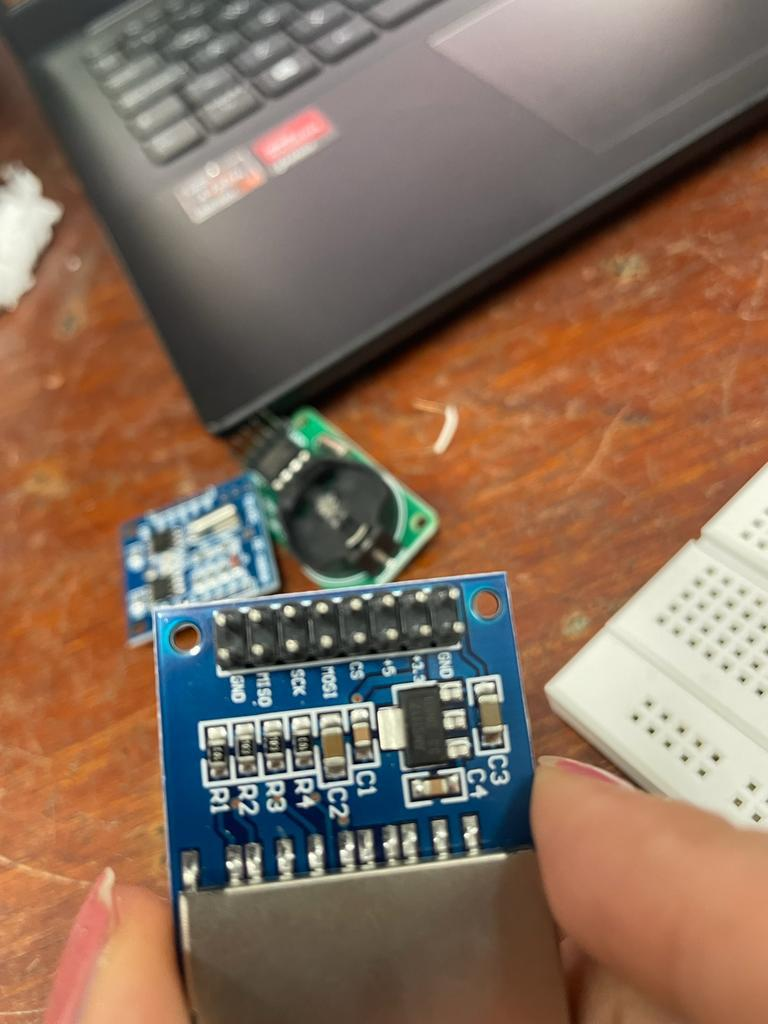 GND MISO SCK MOSI CS +5 +3.3 GND
R1 R2 R3 R4 C2 C1 C4 C3